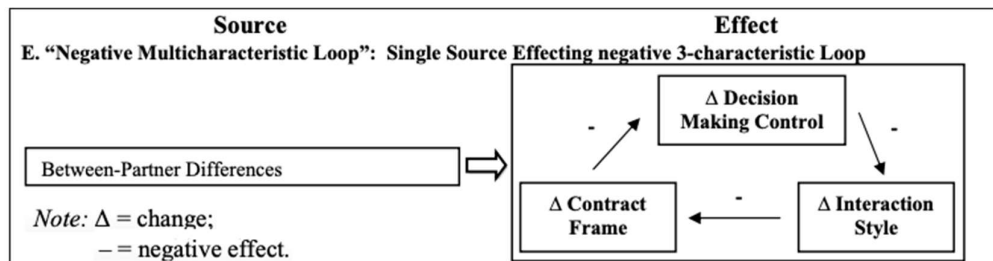 Source
Effect
E. “Negative Multicharacteristic Loop”: Single Source Effecting negative 3-characteristic Loop
Δ Decision
Making Control
-
-
Between-Partner Differences
Δ Contract
Frame
-
Δ Interaction
Style
Note: Δ = change;
– = negative effect.